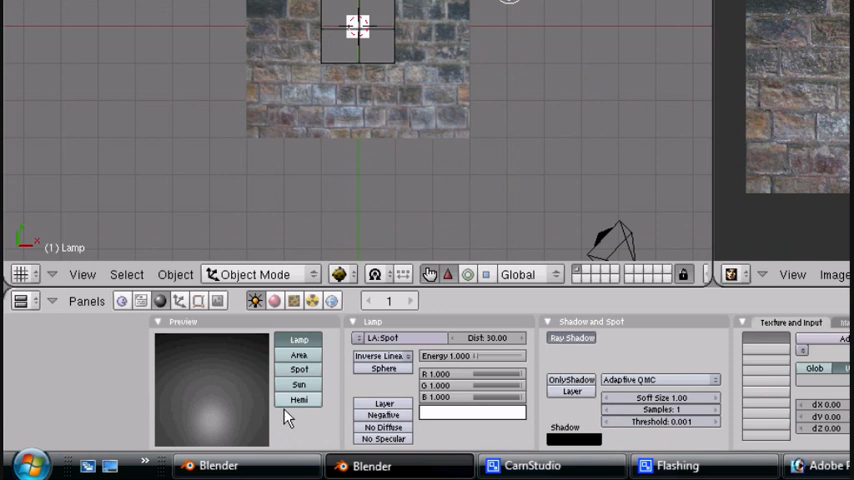 x
(1) Lamp
View Select Object Object Mode Global View Image
Panels 1
Preview Lamp Shadow and Spot Texture and Input
Lamp LA:Spot Dist: 30.00 Ray Shadow
Area Inverse Linea Energy 1.000
Spot Sphere R 1.000 Glob
Sun G 1.000 OnlyShadow Adaptive QMC
Hemi Layer B 1.000 Layer Soft Size 1.00
Negative Samples: 1 dX 0.00
No Diffuse Shadow Threshold: 0.001 dY 0.00
No Specular dZ 0.00
Blender Blender CamStudio Flashing Adobe P